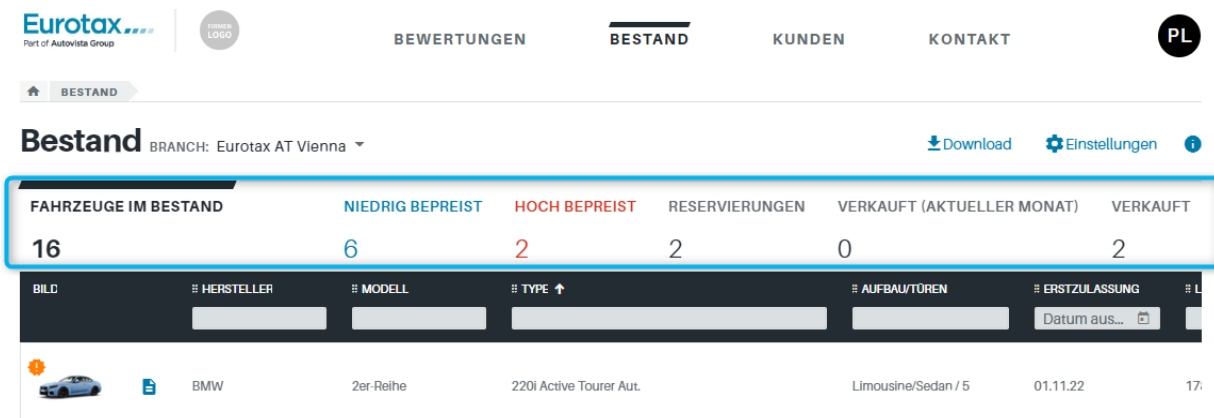 Eurotax....
Part of Autovista Group
FIRMEN
LOGO
BEWERTUNGEN BESTAND KUNDEN KONTAKT PL
BESTAND
Bestand BRANCH: Eurotax AT Vienna Download Einstellungen i
FAHRZEUGE IM BESTAND NIEDRIG BEPREIST HOCH BEPREIST RESERVIERUNGEN VERKAUFT (AKTUELLER MONAT) VERKAUFT
16 6 2 2 0 2
BILD HERSTELLER MODELL TYPE ↑ AUFBAU/TÜREN ERSTZULASSUNG L
Datum aus...
BMW 2er-Reihe 220i Active Tourer Aut. Limousine/Sedan / 5 01.11.22